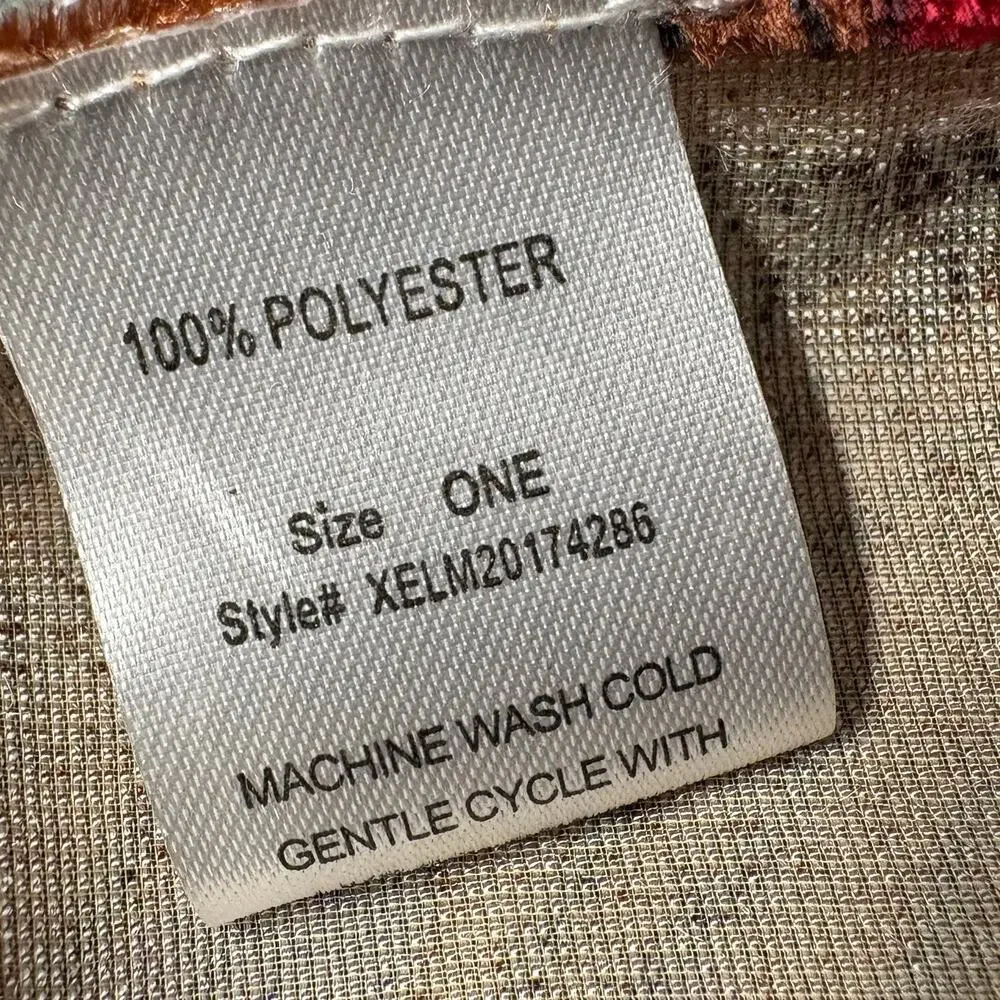 100% POLYESTER
Size ONE
Style# XELM20174286
MACHINE WASH COLD
GENTLE CYCLE WITH